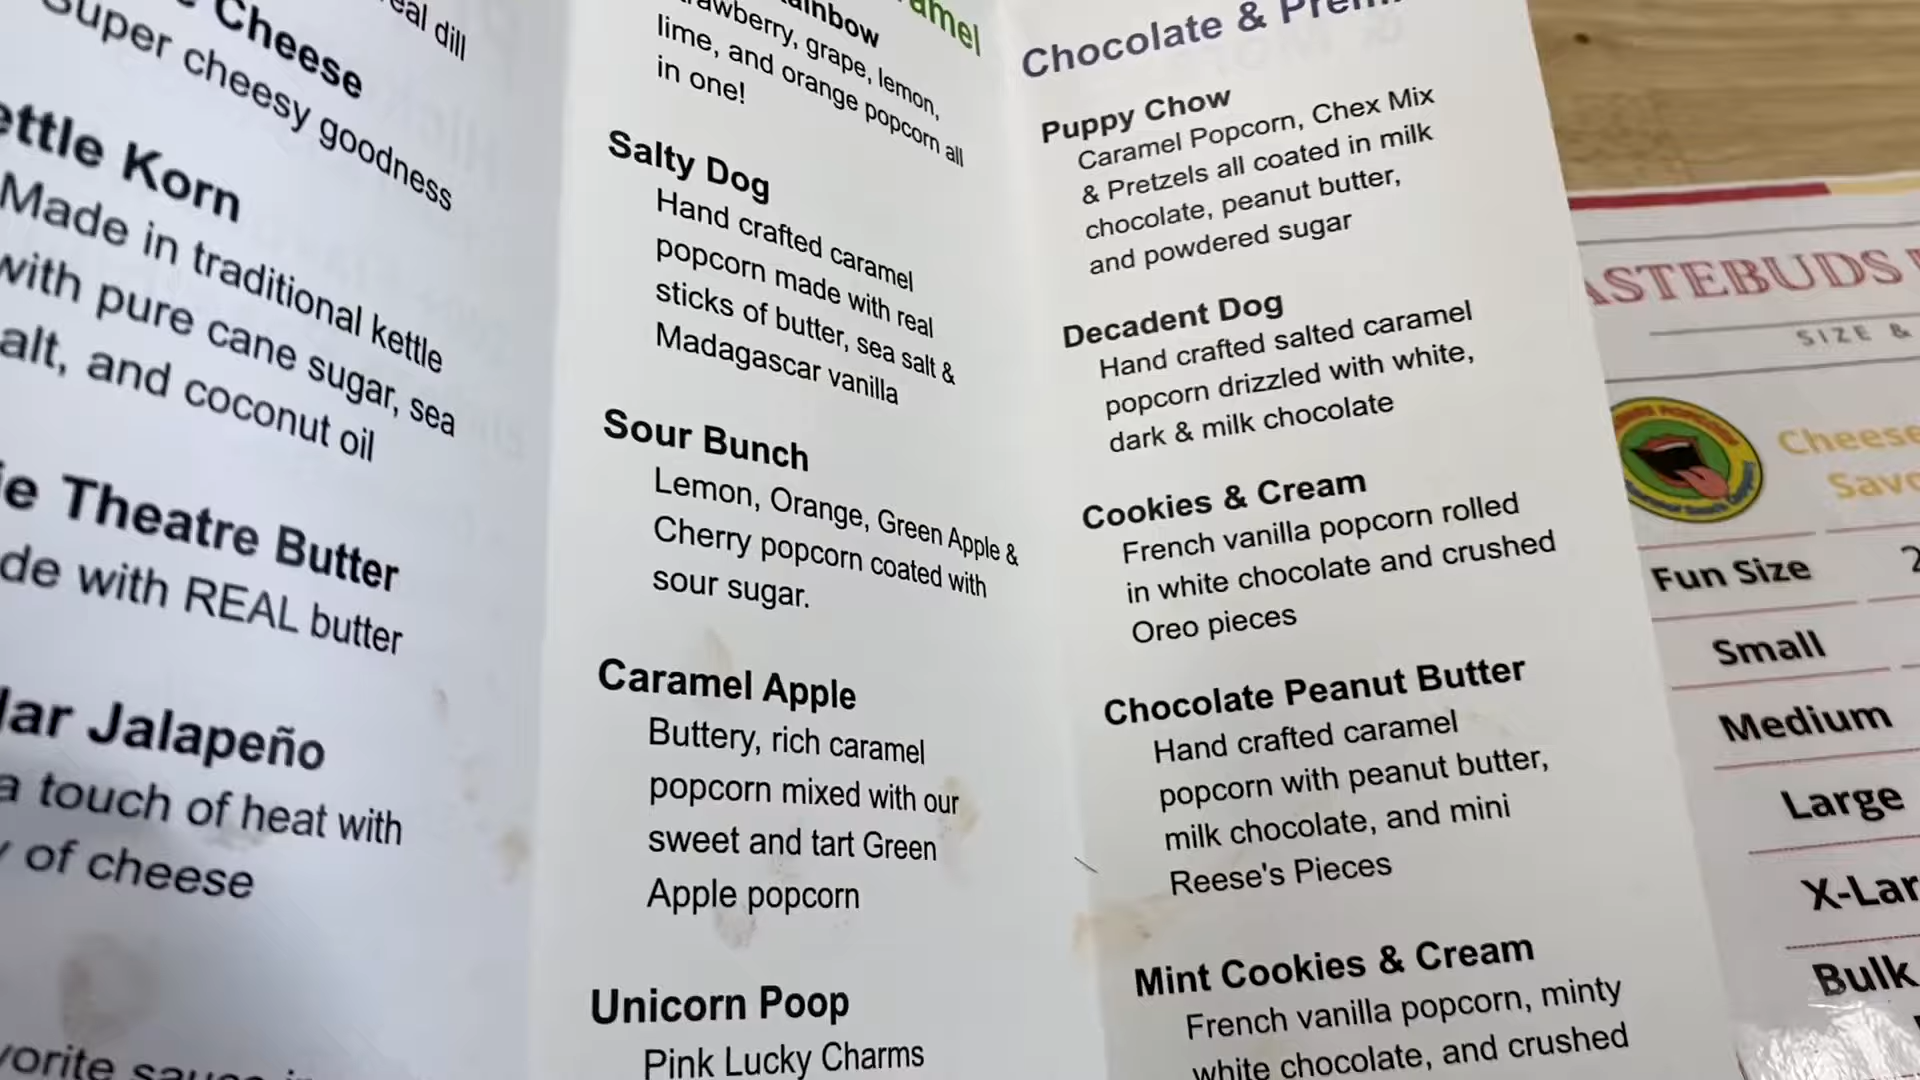 Cheese
Super cheesy goodness
Korn
Made in traditional kettle
with pure cane sugar, sea
and coconut oil
Theatre Butter
with REAL butter
Jalapeño
a touch of heat with
of cheese
dill
lime, and orange popcorn all
in one!
grape, lemon,
Salty Dog
Hand crafted caramel
popcorn made with real
sticks of butter, sea salt &
Madagascar vanilla
Sour Bunch
Lemon, Orange, Green Apple &
Cherry popcorn coated with
sour sugar.
Caramel Apple
Buttery, rich caramel
popcorn mixed with our
sweet and tart Green
Apple popcorn
Unicorn Poop
Pink Lucky Charms
Chocolate &
Puppy Chow
Caramel Popcorn, Chex Mix
& Pretzels all coated in milk
chocolate, peanut butter,
and powdered sugar
Decadent Dog
Hand crafted salted caramel
popcorn drizzled with white,
dark & milk chocolate
Cookies & Cream
French vanilla popcorn rolled
in white chocolate and crushed
Oreo pieces
Chocolate Peanut Butter
Hand crafted caramel
popcorn with peanut butter,
milk chocolate, and mini
Reese's Pieces
Mint Cookies & Cream
French vanilla popcorn, minty
white chocolate, and crushed
SIZE &
Cheese
Fun Size
Small
Medium
Large
Bulk